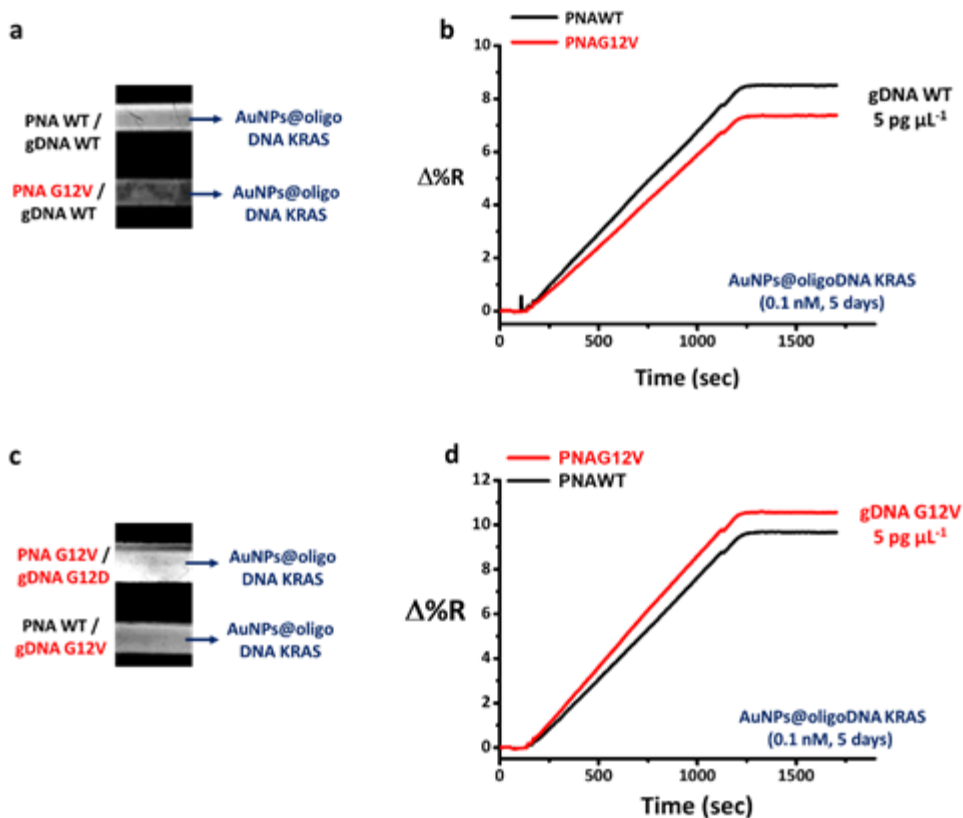 a
PNA WT /
gDNA WT
AuNPs@oligo
DNA KRAS
PNA G12V /
gDNA WT
AuNPs@oligo
DNA KRAS
b
PNAWT
PNAG12V
10
8
6
4
2
0
Δ%R
gDNA WT
5 pg µL⁻¹
AuNPs@oligoDNA KRAS
(0.1 nM, 5 days)
0 500 1000 1500
Time (sec)
c
PNA G12V /
gDNA G12D
AuNPs@oligo
DNA KRAS
PNA WT /
gDNA G12V
AuNPs@oligo
DNA KRAS
d
PNAG12V
PNAWT
12
10
8
6
4
2
0
Δ%R
gDNA G12V
5 pg µL⁻¹
AuNPs@oligoDNA KRAS
(0.1 nM, 5 days)
0 500 1000 1500
Time (sec)